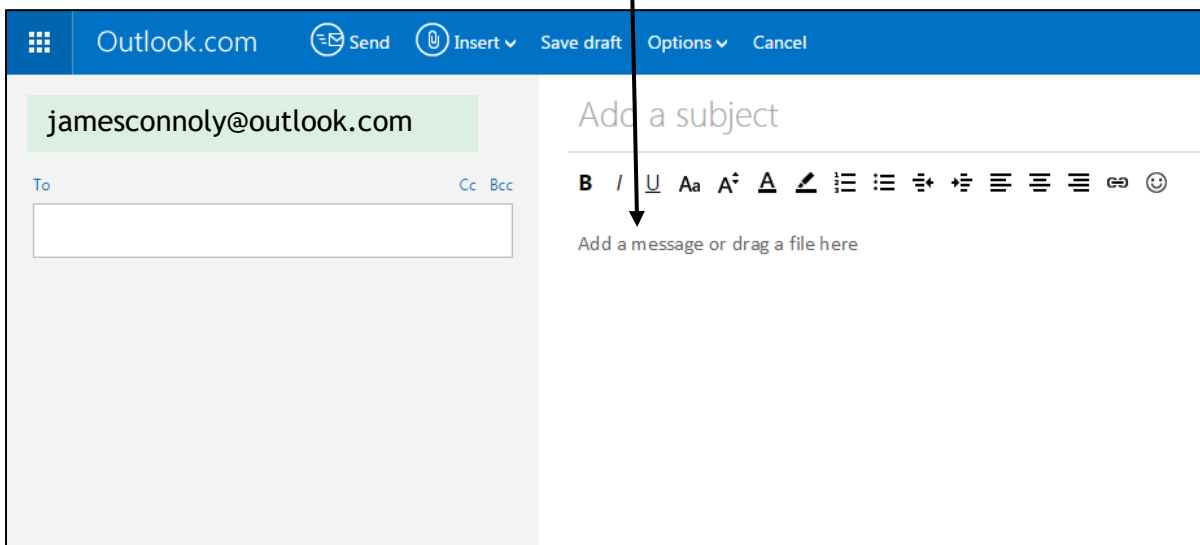 Outlook.com Send Insert Save draft Options Cancel
jamesconnoly@outlook.com
Add a subject
To Cc Bcc
B I U Aa A A
Add a message or drag a file here